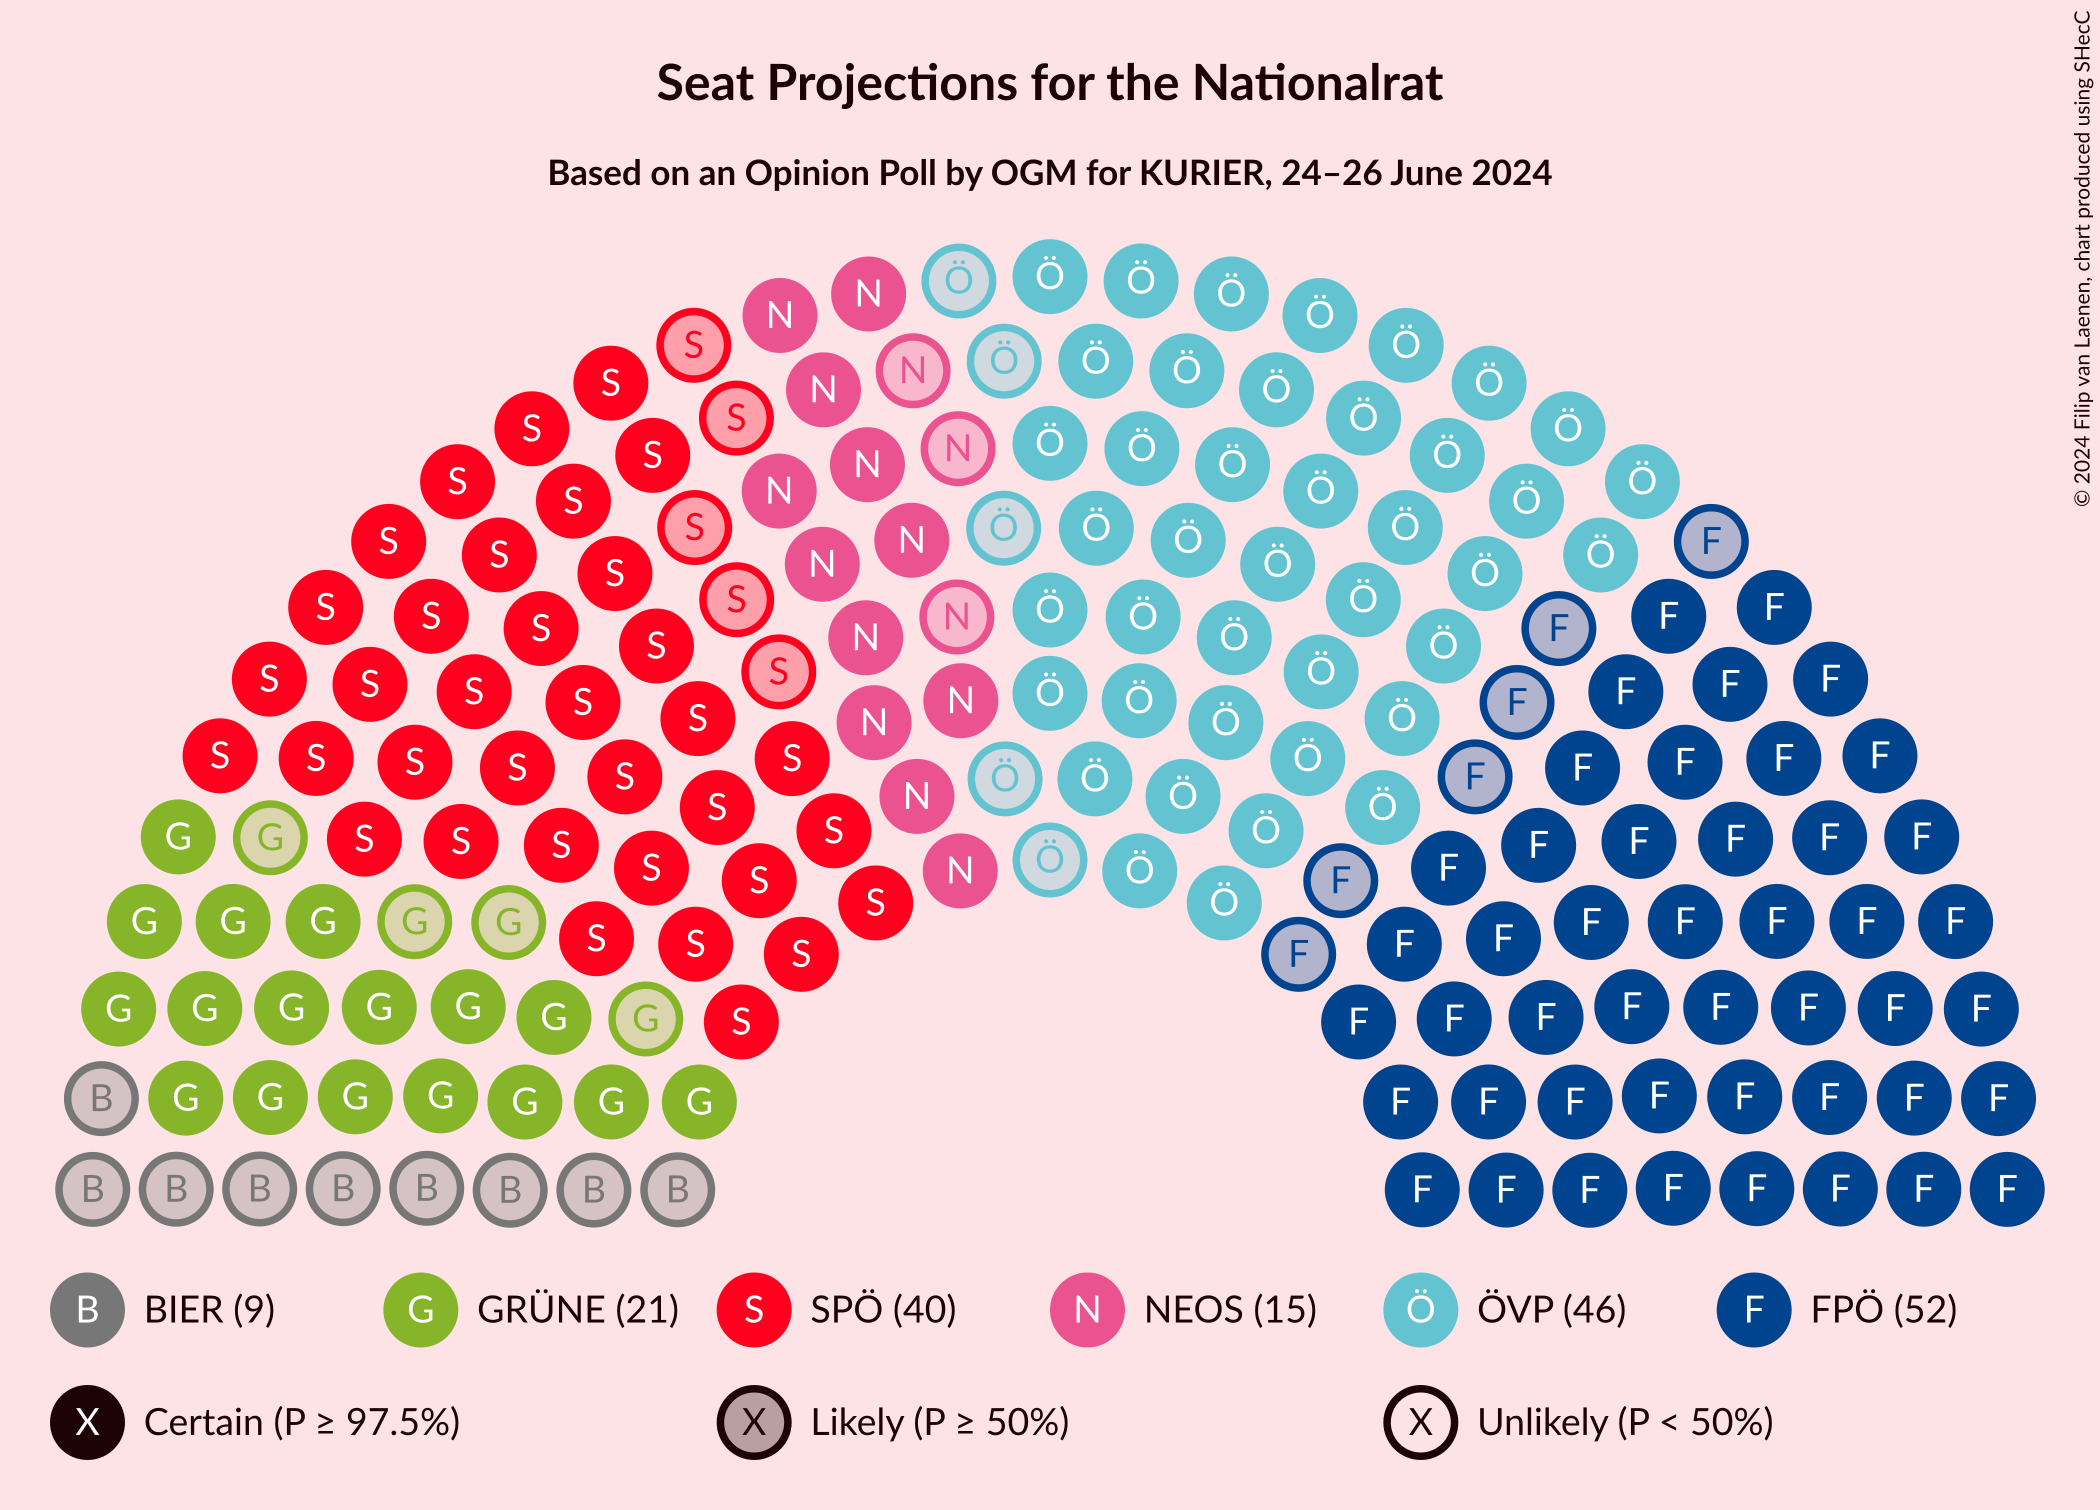 Seat Projections for the Nationalrat
Based on an Opinion Poll by OGM for KURIER, 24–26 June 2024
© 2024 Filip van Laenen, chart produced using SHecC
N Ö Ö Ö Ö
N Ö
S Ö
S N N Ö Ö Ö Ö Ö
S S Ö Ö
S S N N Ö Ö Ö Ö Ö
S N Ö Ö
S S S N Ö Ö Ö Ö Ö F
S N Ö Ö
S S S S N Ö Ö Ö F F F
S N Ö Ö
S S S S S N Ö Ö Ö F F F F
S N Ö Ö
S S S S S S S N Ö Ö Ö Ö Ö F F F F F
G G S S S S S S N Ö Ö Ö F F F F F F F
G G G G G S S S S Ö F F F F F F F F
G G G G G G G S F F F F F F F F
B G G G G G G G F F F F F F F F
B B B B B B B B F F F F F F F F
B BIER (9) G GRÜNE (21) S SPÖ (40) N NEOS (15) Ö ÖVP (46) F FPÖ (52)
X Certain (P ≥ 97.5%) X Likely (P ≥ 50%) X Unlikely (P < 50%)